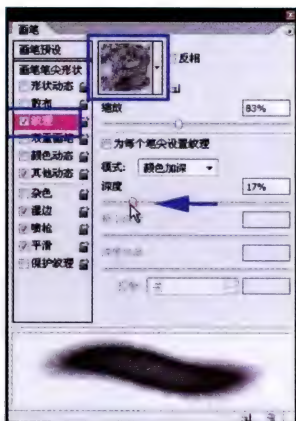 画笔
画笔预设
画笔笔尖形状
形状动态
散布
纹理
双重画笔
颜色动态
其他动态
杂色
湿边
喷枪
平滑
保护纹理
反相
缩放 83%
为每个笔尖设置纹理
模式: 颜色加深
深度 17%